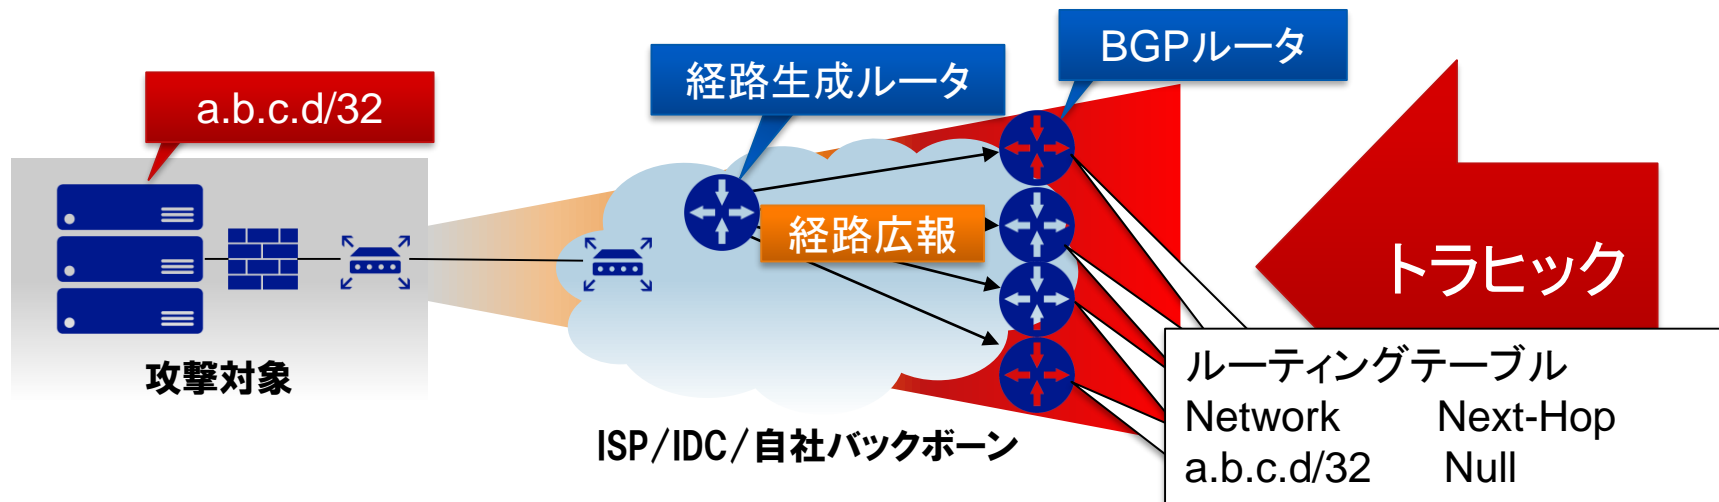 a.b.c.d/32
経路生成ルータ
BGPルータ
経路広報
トラヒック
攻撃対象
ISP/IDC/自社バックボーン
ルーティングテーブル
Network Next-Hop
a.b.c.d/32 Null